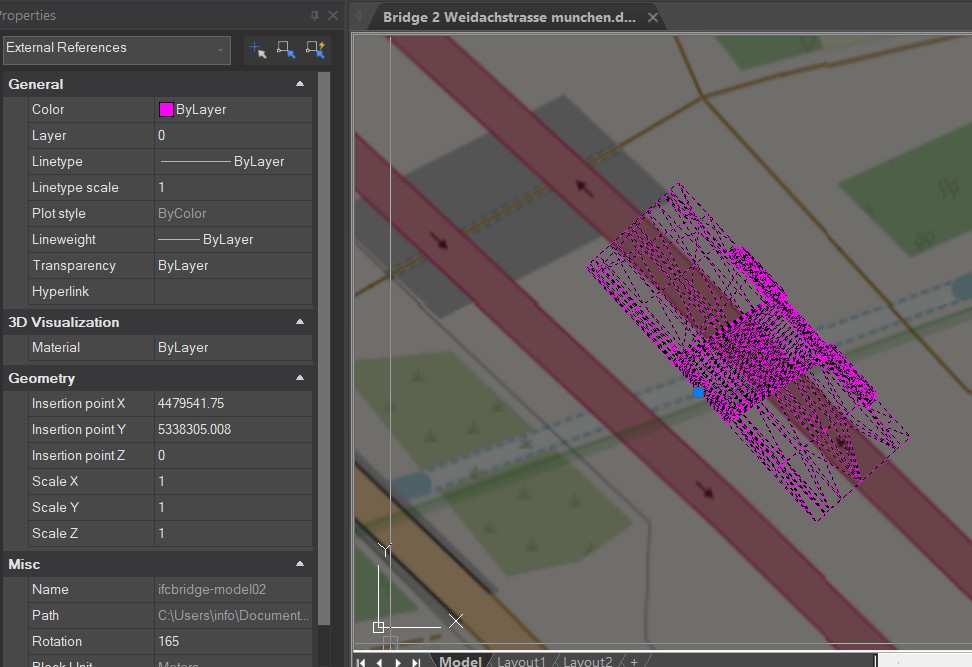 Properties
Bridge 2 Weidachstrasse munchen.d...
External References
General
Color ByLayer
Layer 0
Linetype ByLayer
Linetype scale 1
Plot style ByColor
Lineweight ByLayer
Transparency ByLayer
Hyperlink
3D Visualization
Material ByLayer
Geometry
Insertion point X 4479541.75
Insertion point Y 5338305.008
Insertion point Z 0
Scale X 1
Scale Y 1
Scale Z 1
Misc
Name ifcbridge-model02
Path C:\Users\info\Document...
Rotation 165
Block Unit Meters
Y
X
Model Layout1 Layout2 +